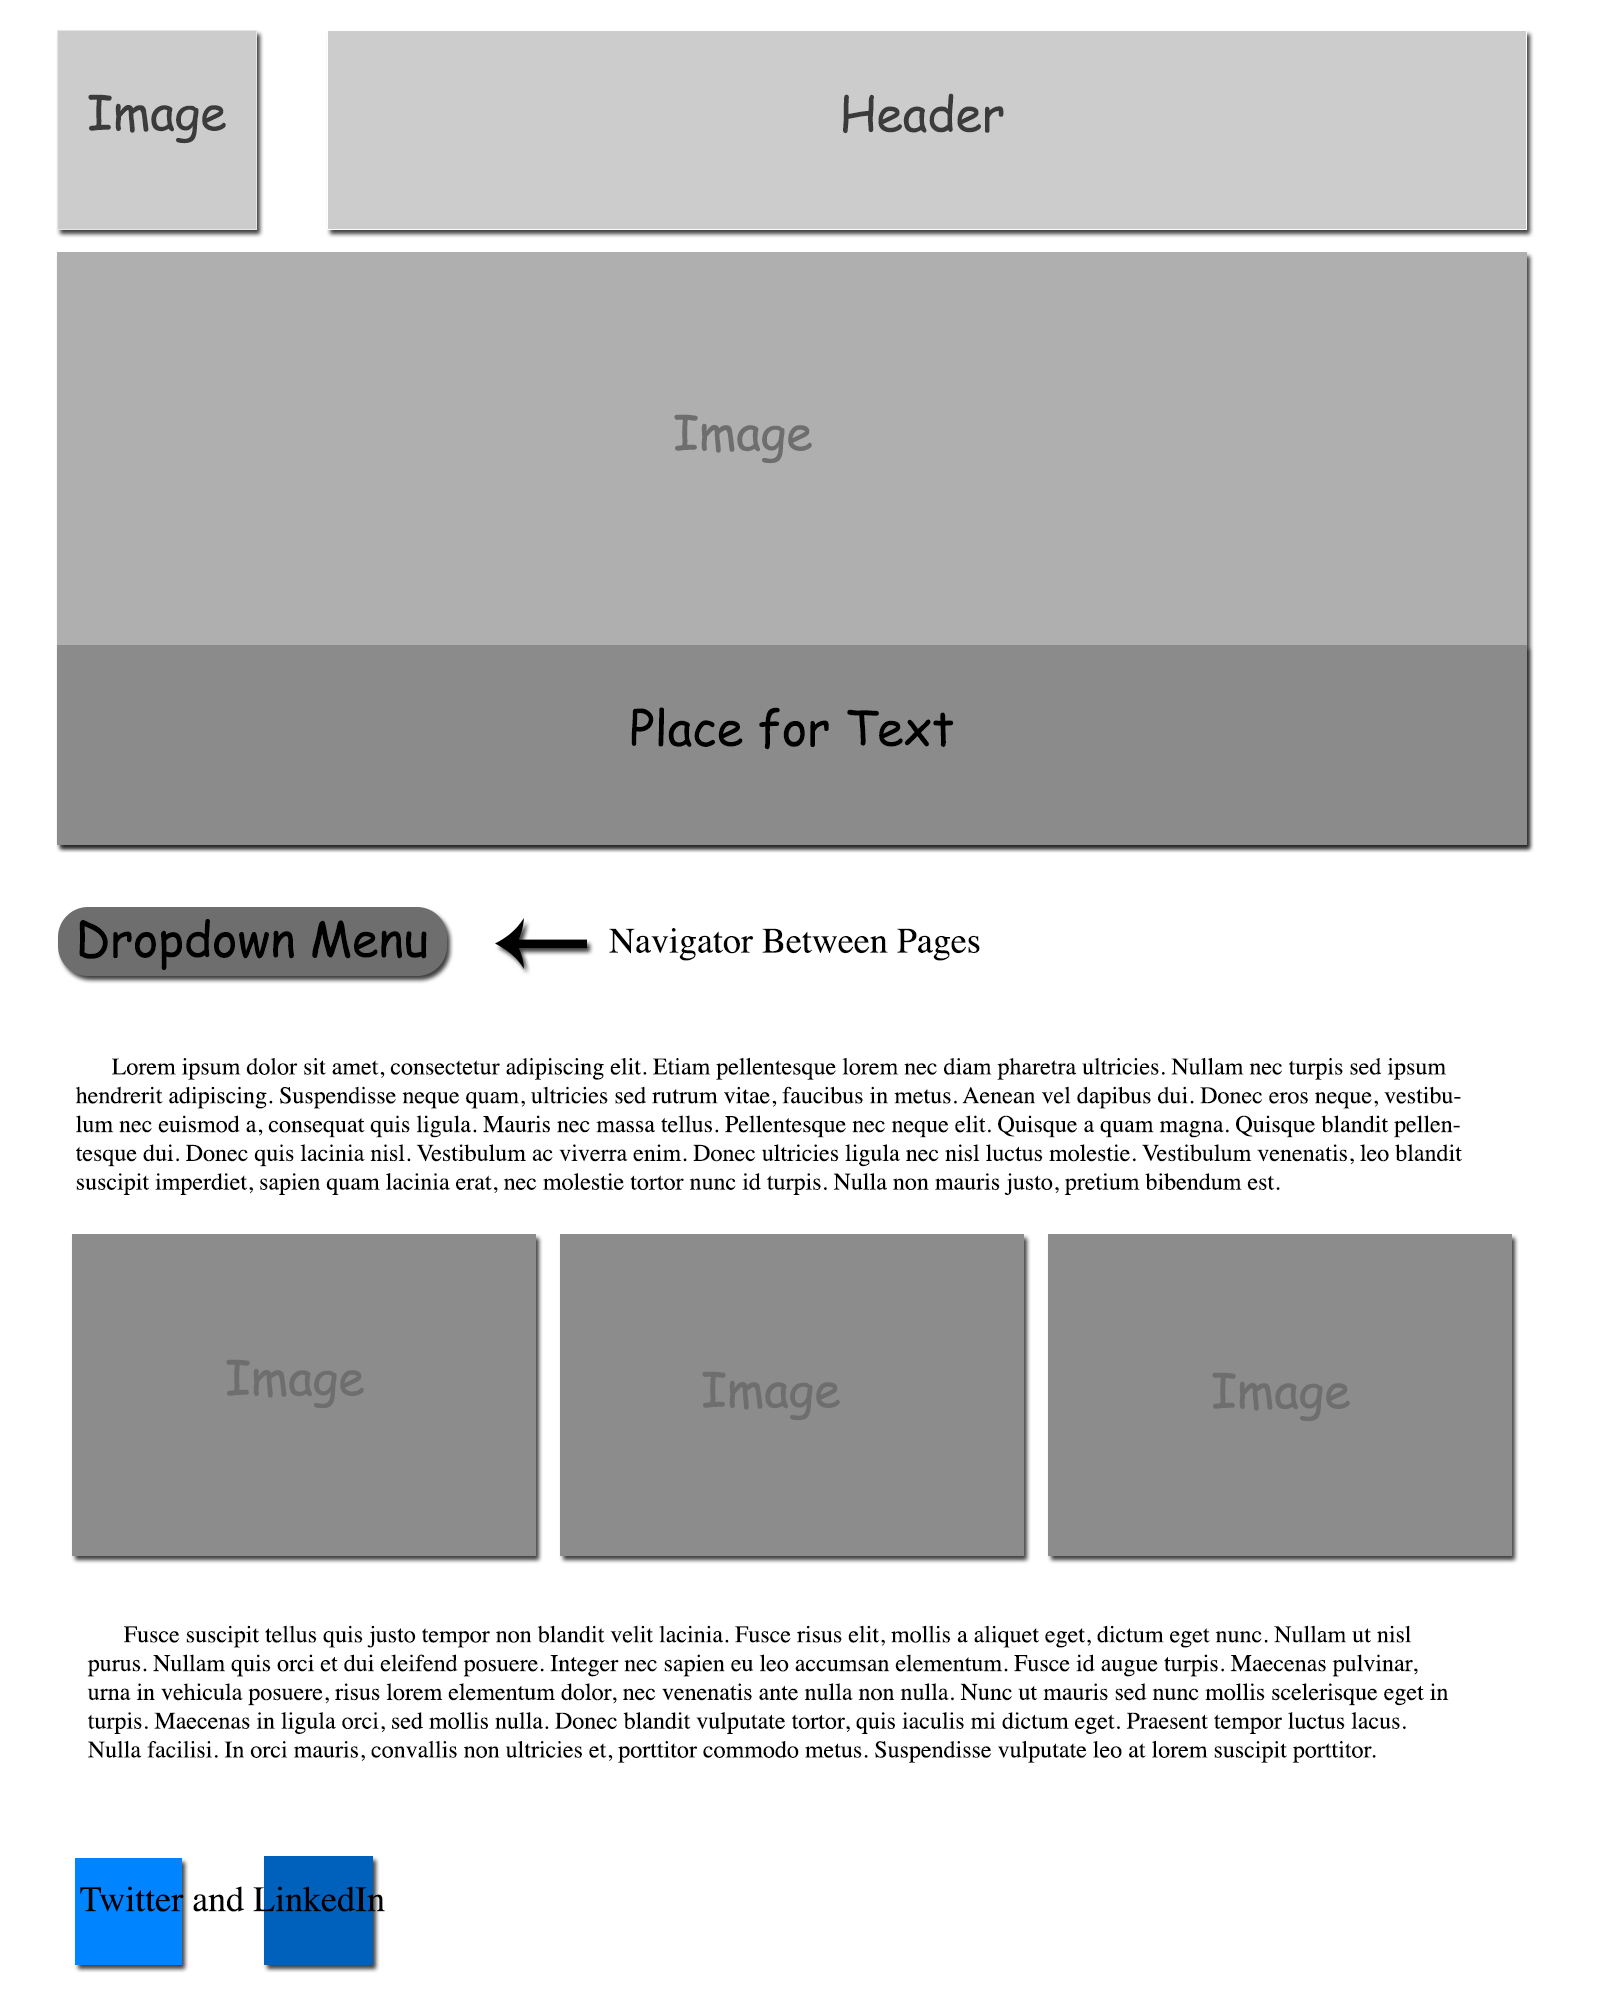 Image
Header
Image
Place for Text
Dropdown Menu
Navigator Between Pages
Lorem ipsum dolor sit amet, consectetur adipiscing elit. Etiam pellentesque lorem nec diam pharetra ultricies. Nullam nec turpis sed ipsum
hendrerit adipiscing. Suspendisse neque quam, ultricies sed rutrum vitae, faucibus in metus. Aenean vel dapibus dui. Donec eros neque, vestibu-
lum nec euismod a, consequat quis ligula. Mauris nec massa tellus. Pellentesque nec neque elit. Quisque a quam magna. Quisque blandit pellen-
tesque dui. Donec quis lacinia nisl. Vestibulum ac viverra enim. Donec ultricies ligula nec nisl luctus molestie. Vestibulum venenatis, leo blandit
suscipit imperdiet, sapien quam lacinia erat, nec molestie tortor nunc id turpis. Nulla non mauris justo, pretium bibendum est.
Image
Image
Image
Fusce suscipit tellus quis justo tempor non blandit velit lacinia. Fusce risus elit, mollis a aliquet eget, dictum eget nunc. Nullam ut nisl
purus. Nullam quis orci et dui eleifend posuere. Integer nec sapien eu leo accumsan elementum. Fusce id augue turpis. Maecenas pulvinar,
urna in vehicula posuere, risus lorem elementum dolor, nec venenatis ante nulla non nulla. Nunc ut mauris sed nunc mollis scelerisque eget in
turpis. Maecenas in ligula orci, sed mollis nulla. Donec blandit vulputate tortor, quis iaculis mi dictum eget. Praesent tempor luctus lacus.
Nulla facilisi. In orci mauris, convallis non ultricies et, porttitor commodo metus. Suspendisse vulputate leo at lorem suscipit porttitor.
Twitter and LinkedIn